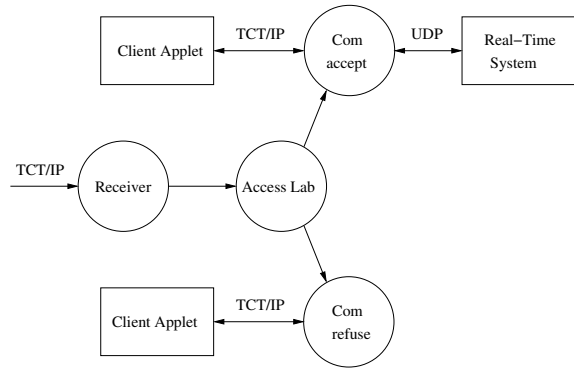 Client Applet
TCT/IP
Com
accept
UDP
Real-Time
System
TCT/IP
Receiver
Access Lab
Client Applet
TCT/IP
Com
refuse